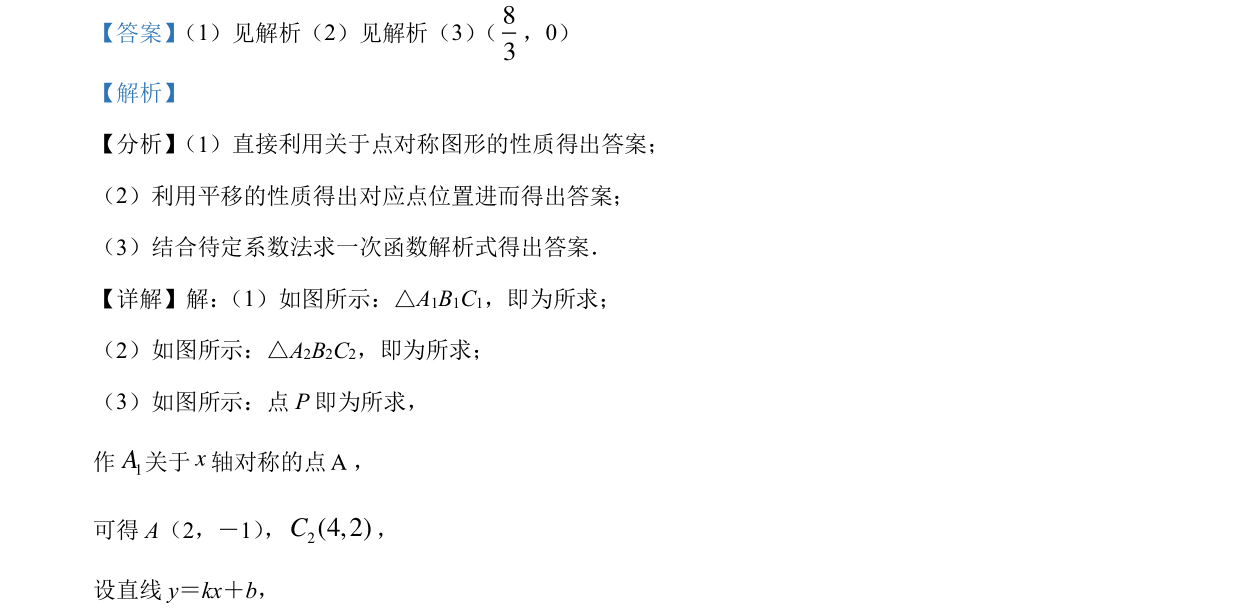 【答案】（1）见解析（2）见解析（3）（8/3，0）
【解析】
【分析】（1）直接利用关于点对称图形的性质得出答案；
（2）利用平移的性质得出对应点位置进而得出答案；
（3）结合待定系数法求一次函数解析式得出答案．
【详解】解：（1）如图所示：△A₁B₁C₁，即为所求；
（2）如图所示：△A₂B₂C₂，即为所求；
（3）如图所示：点 P 即为所求，
作 A₁关于 x 轴对称的点 A ，
可得 A（2，－1），C₂(4,2)，
设直线 y＝kx＋b，